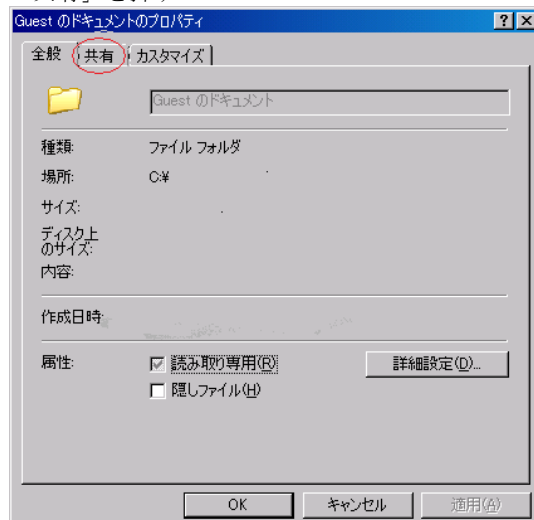 Guest のドキュメントのプロパティ
全般 共有 カスタマイズ
Guest のドキュメント
種類: ファイル フォルダ
場所: C:¥
サイズ:
ディスク上
のサイズ:
内容:
作成日時:
属性: 読み取り専用(R) 詳細設定(D)...
隠しファイル(H)
OK キャンセル 適用(A)